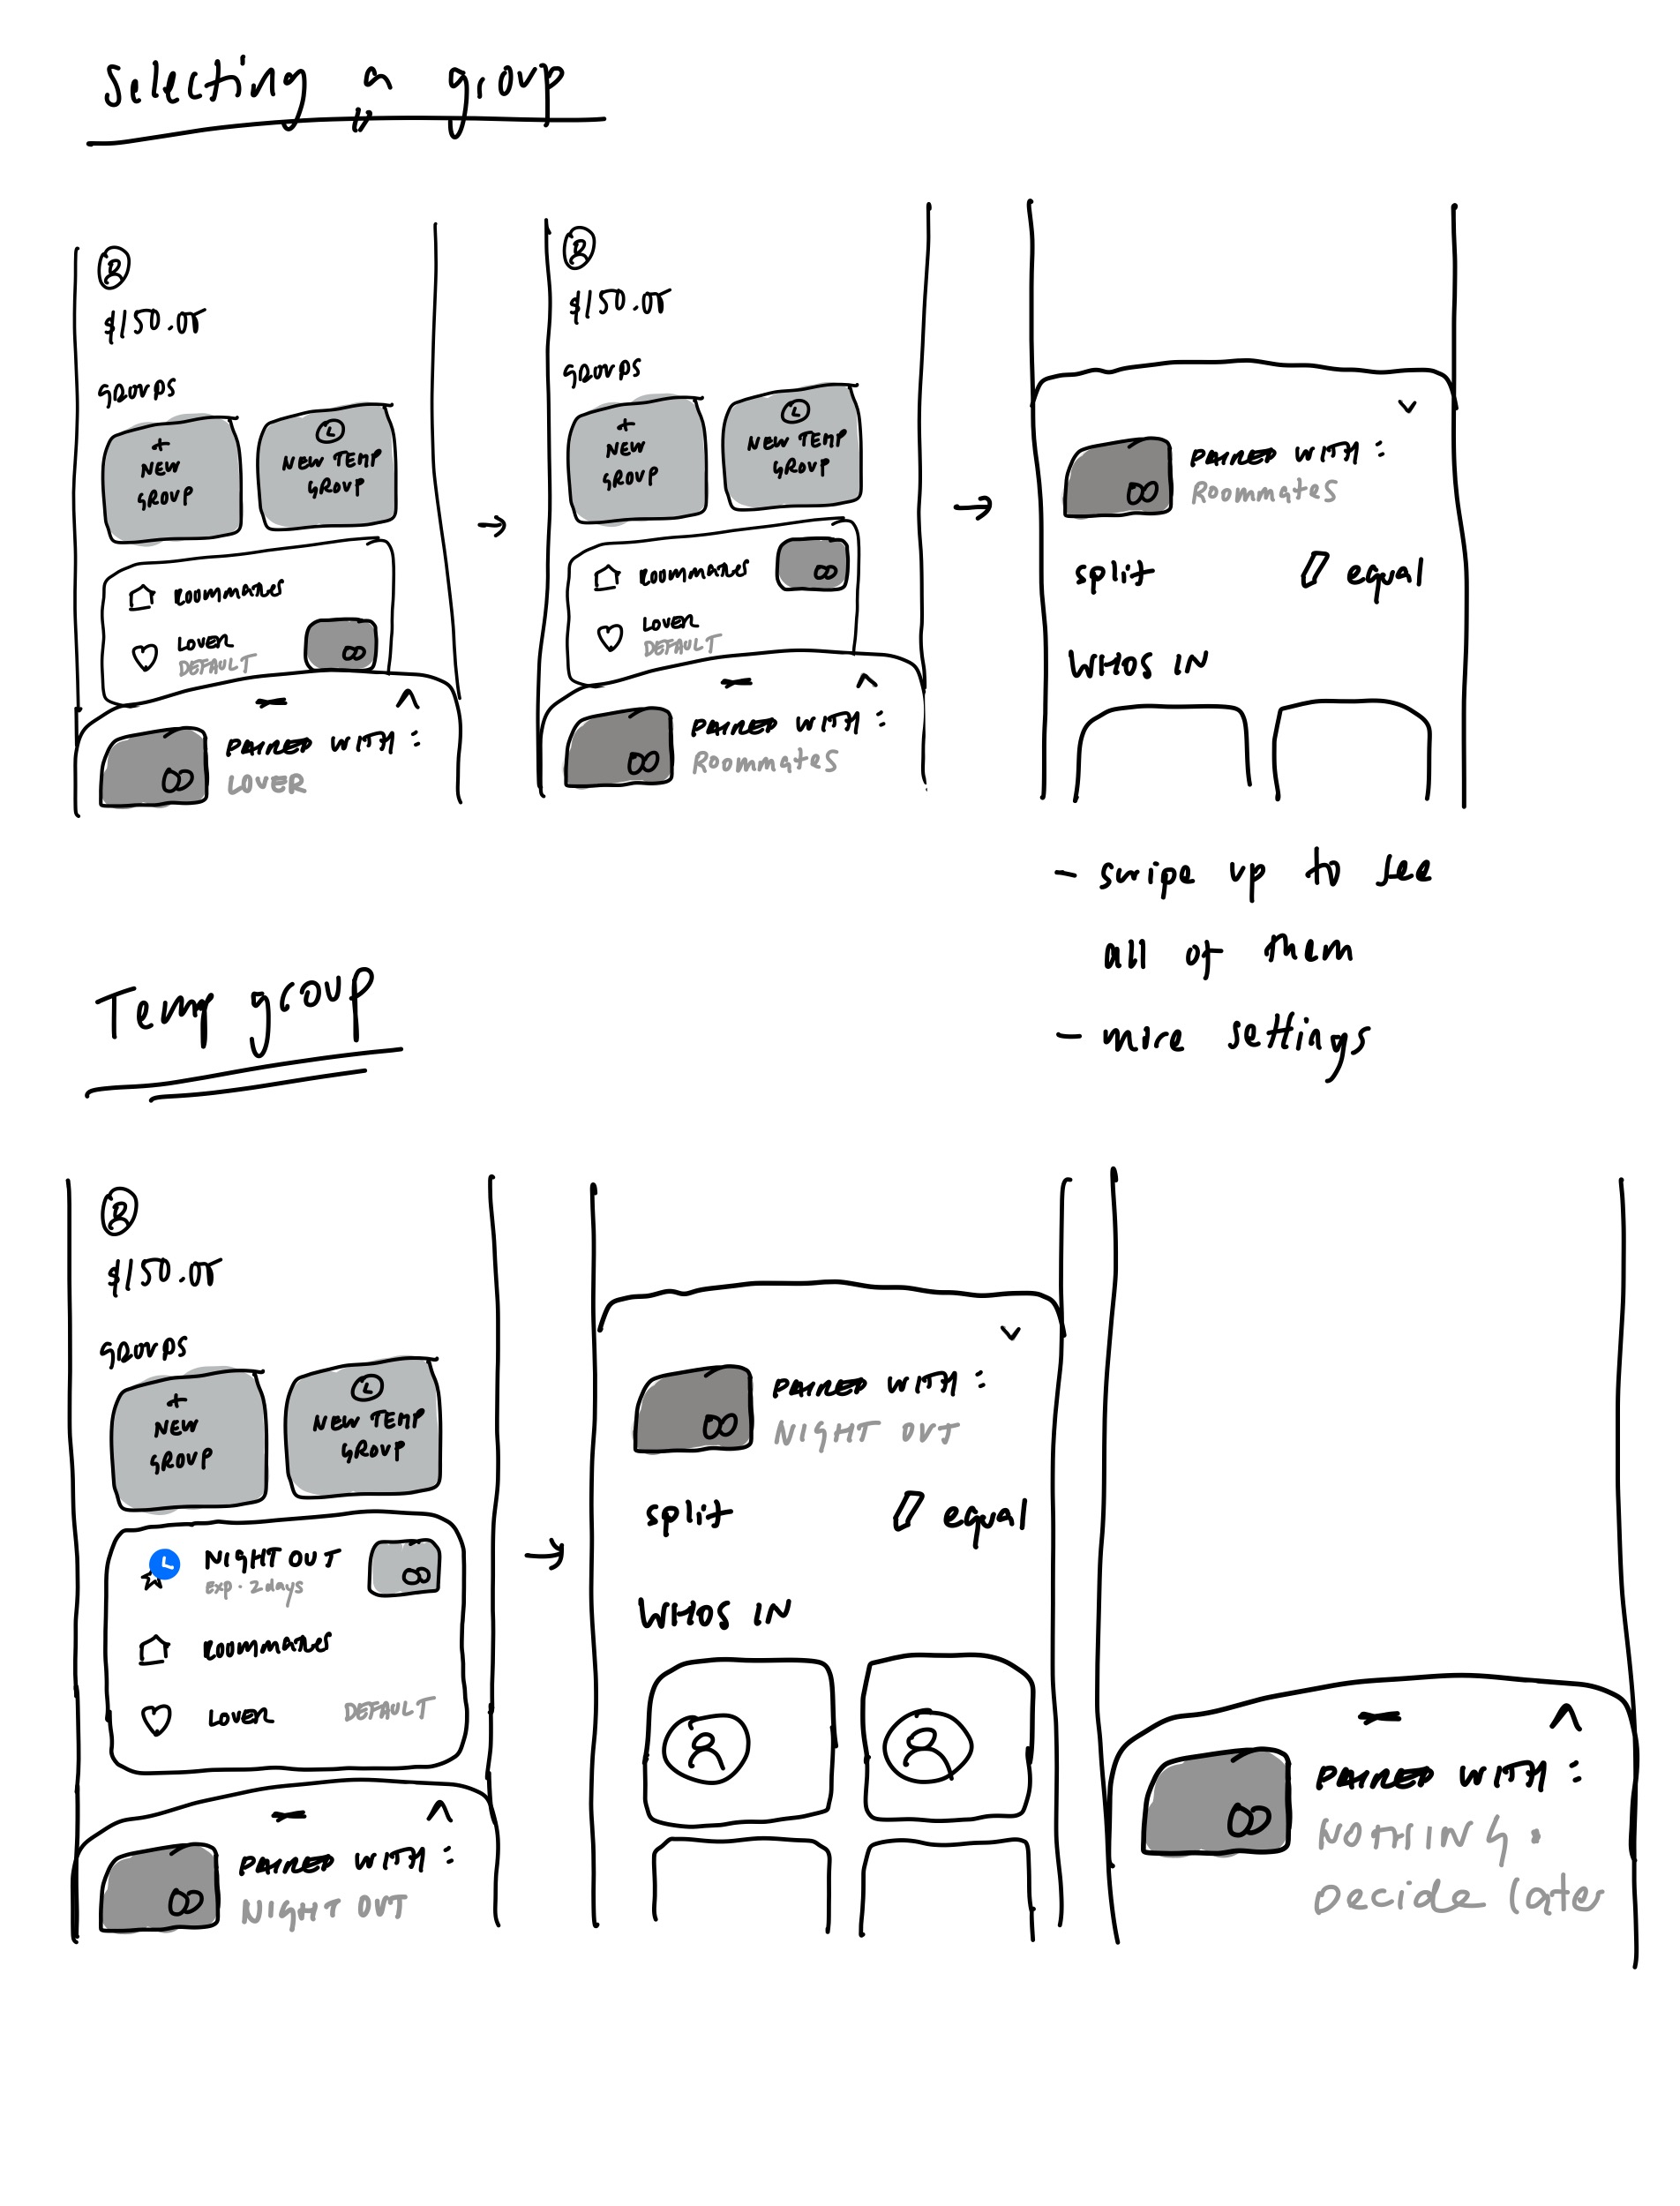 Selecting a group
$150.00
GROUPS
+
NEW
GROUP
NEW TEMP
GROUP
ROOMMATES
LOVER
DEFAULT
PAIRED WITH:
LOVER
$150.00
GROUPS
+
NEW
GROUP
NEW TEMP
GROUP
ROOMMATES
LOVER
DEFAULT
PAIRED WITH:
Roommates
PAIRED WITH:
Roommates
split
equal
WHOS IN
- swipe up to see
all of them
- more settings
Temp group
$150.00
GROUPS
+
NEW
GROUP
NEW TEMP
GROUP
NIGHT OUT
Exp · 2 days
ROOMMATES
LOVER DEFAULT
PAIRED WITH:
NIGHT OUT
PAIRED WITH:
NIGHT OUT
split
equal
WHOS IN
PAIRED WITH:
NOTHING.
Decide later